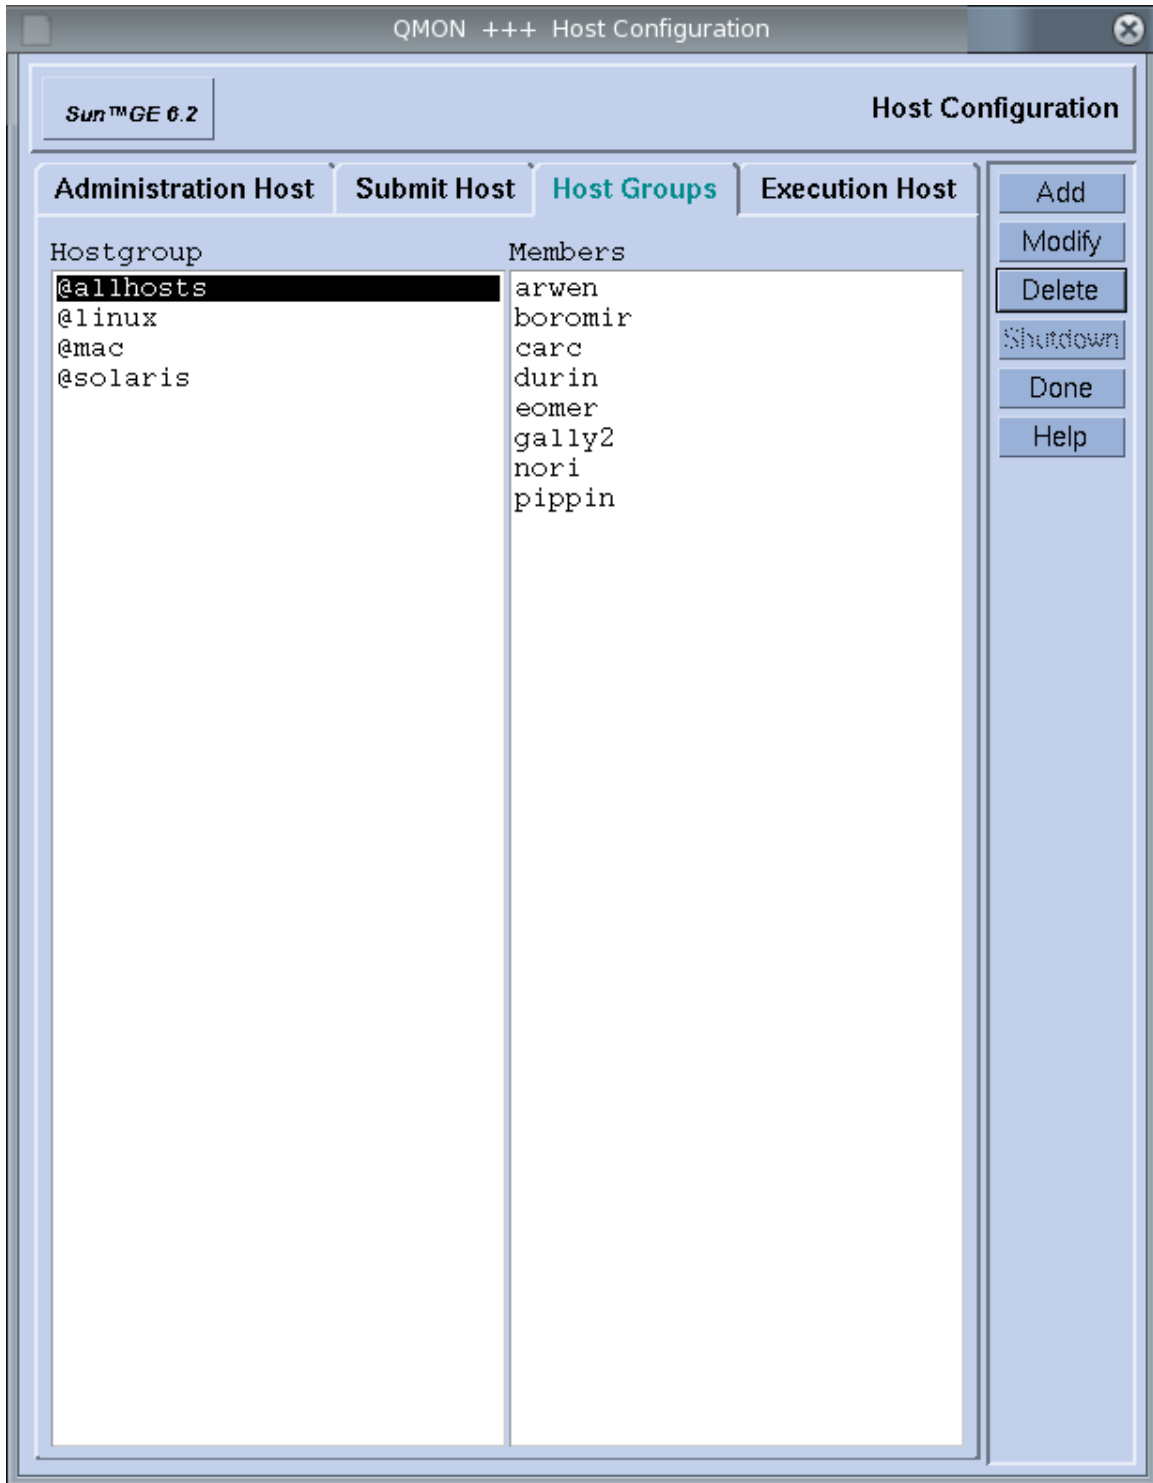 QMON +++ Host Configuration
Sun™GE 6.2
Host Configuration
Administration Host
Submit Host
Host Groups
Execution Host
Hostgroup
@allhosts
@linux
@mac
@solaris
Members
arwen
boromir
carc
durin
eomer
gally2
nori
pippin
Add
Modify
Delete
Shutdown
Done
Help